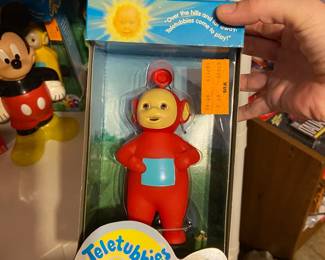 "Over the hills and far away,
Teletubbies come to play!"
Teletubbies